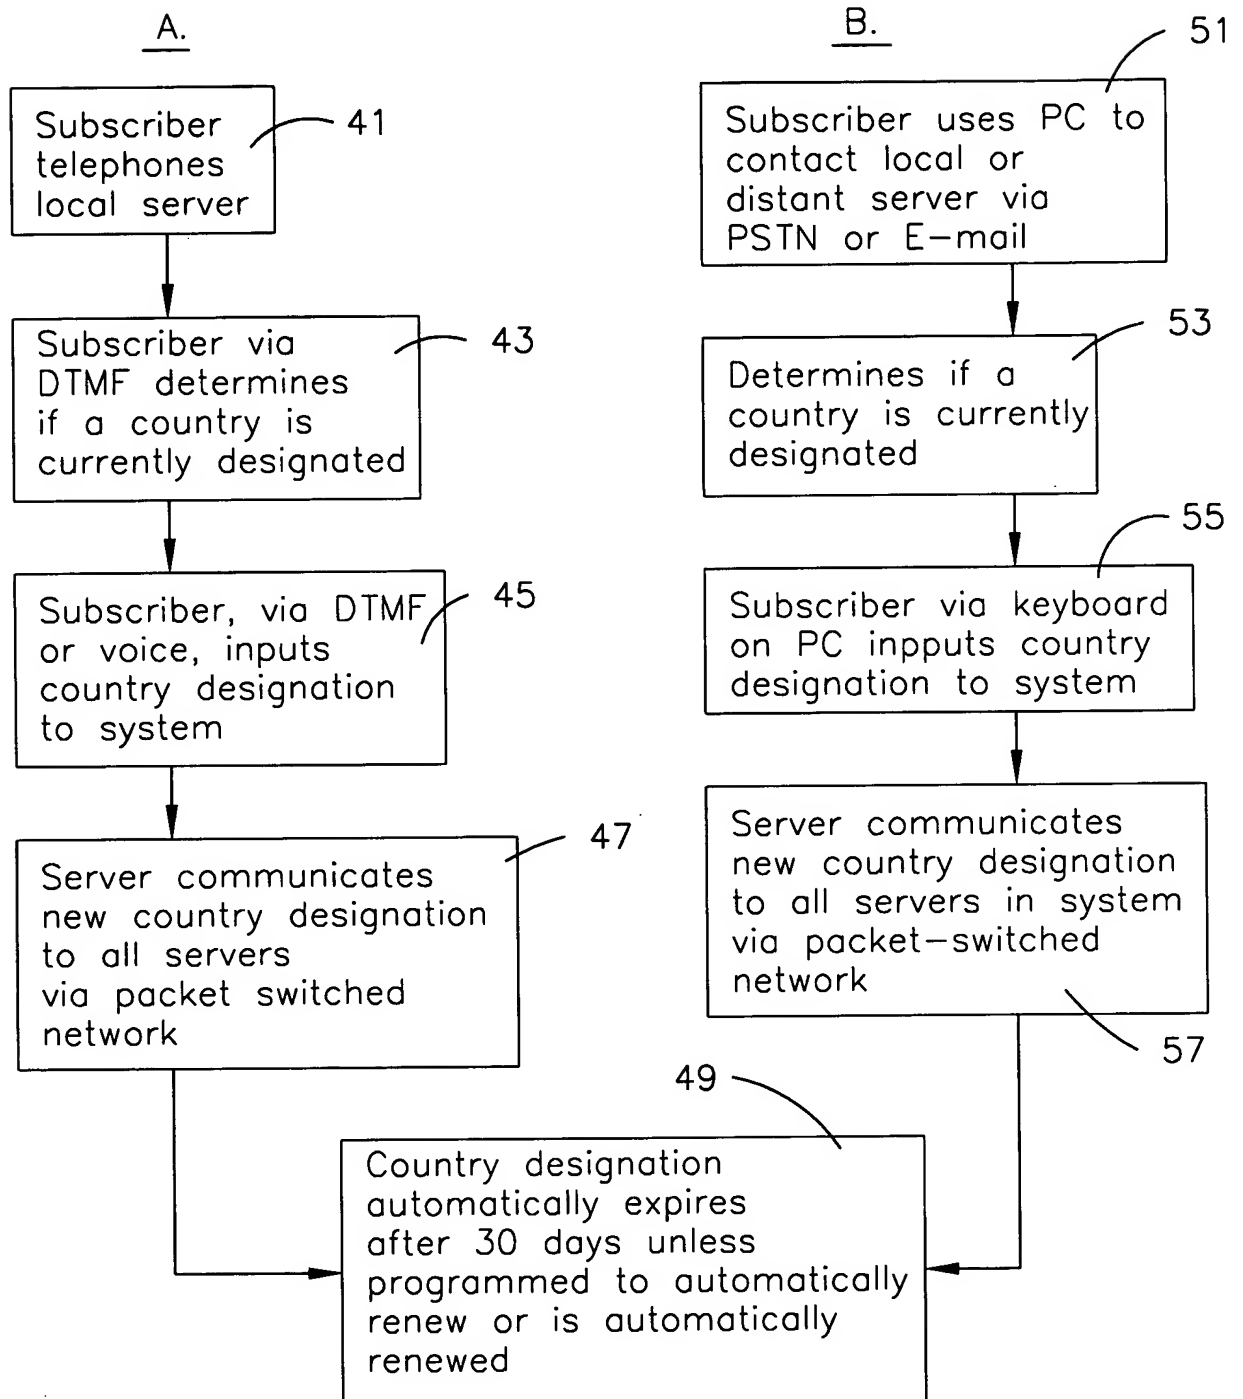 A.
Subscriber
telephones
local server
41
Subscriber via
DTMF determines
if a country is
currently designated
43
Subscriber, via DTMF
or voice, inputs
country designation
to system
45
Server communicates
new country designation
to all servers
via packet switched
network
47
B.
51
Subscriber uses PC to
contact local or
distant server via
PSTN or E-mail
53
Determines if a
country is currently
designated
55
Subscriber via keyboard
on PC inpputs country
designation to system
Server communicates
new country designation
to all servers in system
via packet-switched
network
57
49
Country designation
automatically expires
after 30 days unless
programmed to automatically
renew or is automatically
renewed